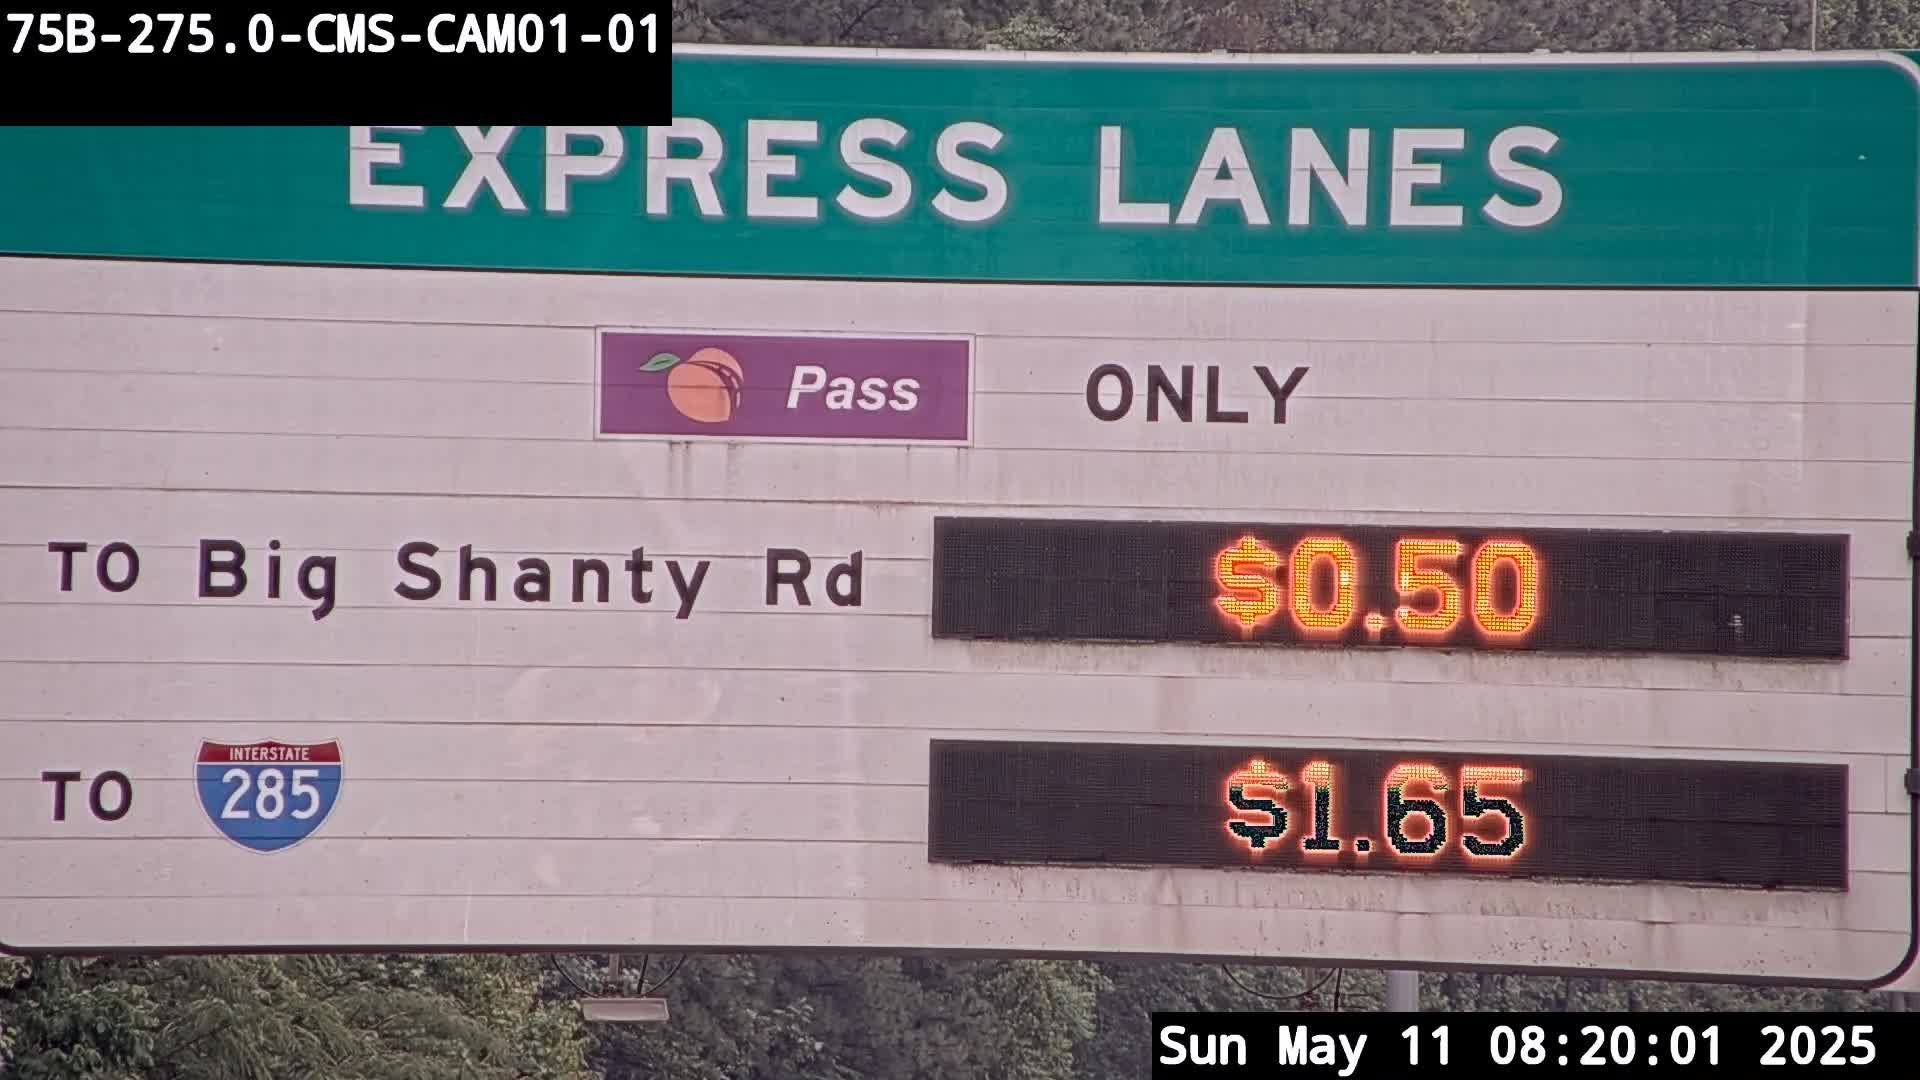 75B-275.0-CMS-CAM01-01
EXPRESS LANES
Pass ONLY
TO Big Shanty Rd $0.50
INTERSTATE
TO 285 $1.65
Sun May 11 08:20:01 2025